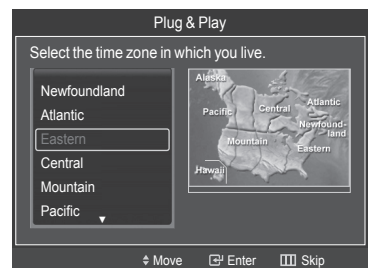 Plug & Play
Select the time zone in which you live.
Newfoundland
Atlantic
Eastern
Central
Mountain
Pacific
Alaska
Pacific
Central
Atlantic
Newfound-
land
Mountain
Eastern
Hawaii
Move Enter Skip